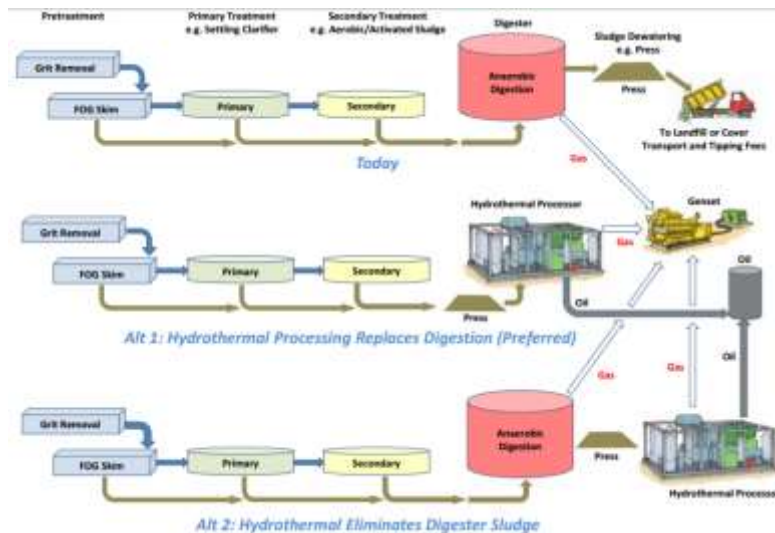 Pretreatment
Primary Treatment
e.g. Settling Clarifier
Secondary Treatment
e.g. Aerobic/Activated Sludge
Digester
Sludge Dewatering
e.g. Press
Grit Removal
FOG Skim
Primary
Secondary
Anaerobic
Digestion
Press
To Landfill or Cover
Transport and Tipping Fees
Gas
Today
Hydrothermal Processor
Genset
Gas
Grit Removal
FOG Skim
Primary
Secondary
Press
Oil
Oil
Alt 1: Hydrothermal Processing Replaces Digestion (Preferred)
Oil
Gas
Gas
Grit Removal
FOG Skim
Primary
Secondary
Anaerobic
Digestion
Press
Hydrothermal Processor
Alt 2: Hydrothermal Eliminates Digester Sludge